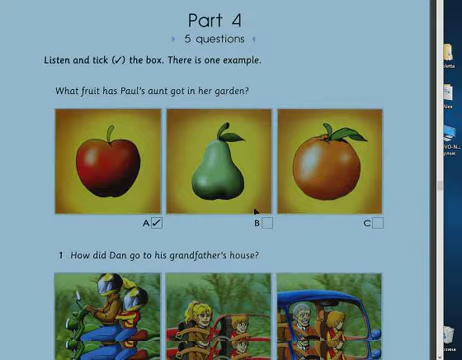 Part 4
5 questions
Listen and tick (✓) the box. There is one example.
What fruit has Paul's aunt got in her garden?
A ✓ B C
1 How did Dan go to his grandfather's house?